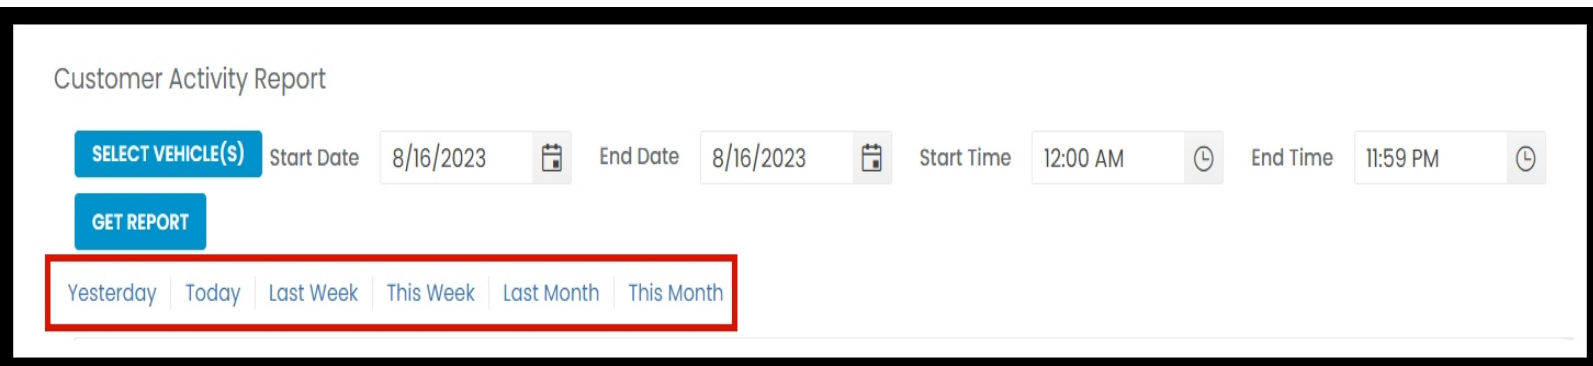 Customer Activity Report
SELECT VEHICLE(S) Start Date 8/16/2023 End Date 8/16/2023 Start Time 12:00 AM End Time 11:59 PM
GET REPORT
Yesterday Today Last Week This Week Last Month This Month